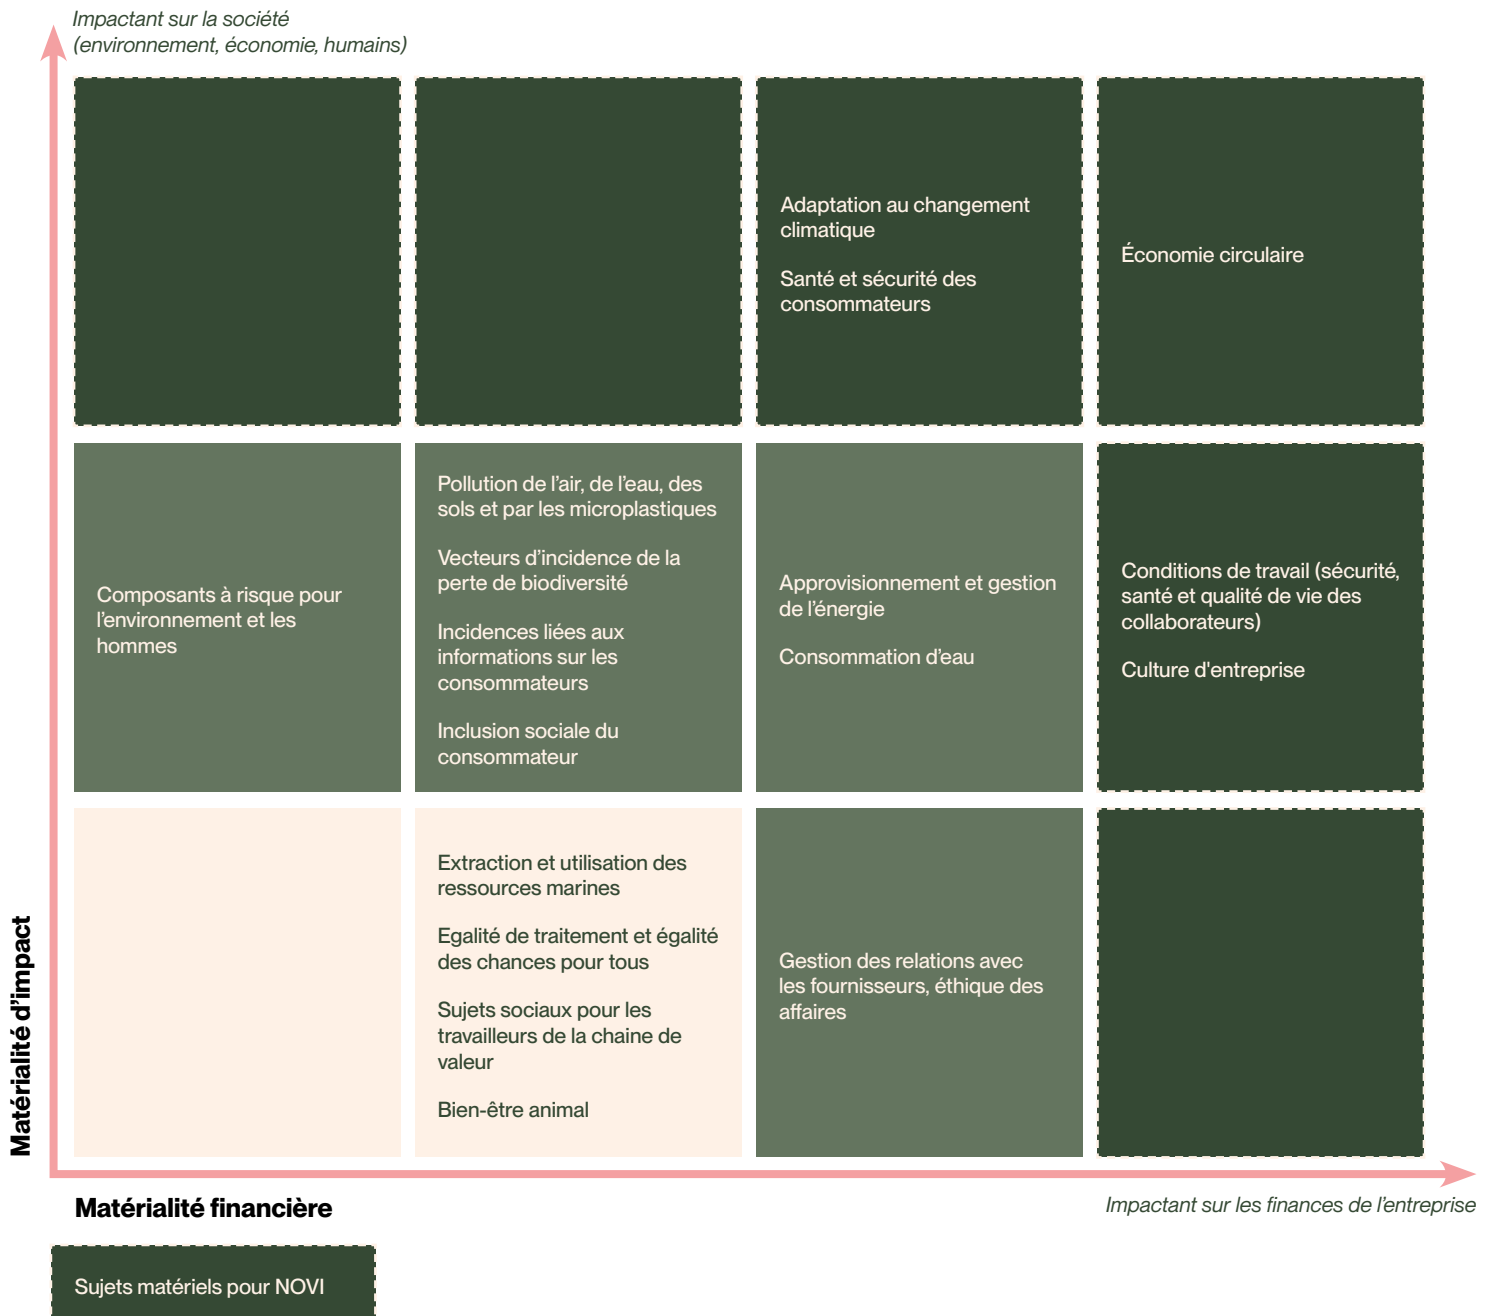 Impactant sur la société
(environnement, économie, humains)
Adaptation au changement
climatique
Santé et sécurité des
consommateurs
Économie circulaire
Composants à risque pour
l’environnement et les
hommes
Pollution de l’air, de l’eau, des
sols et par les microplastiques
Vecteurs d’incidence de la
perte de biodiversité
Incidences liées aux
informations sur les
consommateurs
Inclusion sociale du
consommateur
Approvisionnement et gestion
de l’énergie
Consommation d’eau
Conditions de travail (sécurité,
santé et qualité de vie des
collaborateurs)
Culture d'entreprise
Extraction et utilisation des
ressources marines
Egalité de traitement et égalité
des chances pour tous
Sujets sociaux pour les
travailleurs de la chaine de
valeur
Bien-être animal
Gestion des relations avec
les fournisseurs, éthique des
affaires
Matérialité d’impact
Matérialité financière
Impactant sur les finances de l’entreprise
Sujets matériels pour NOVI